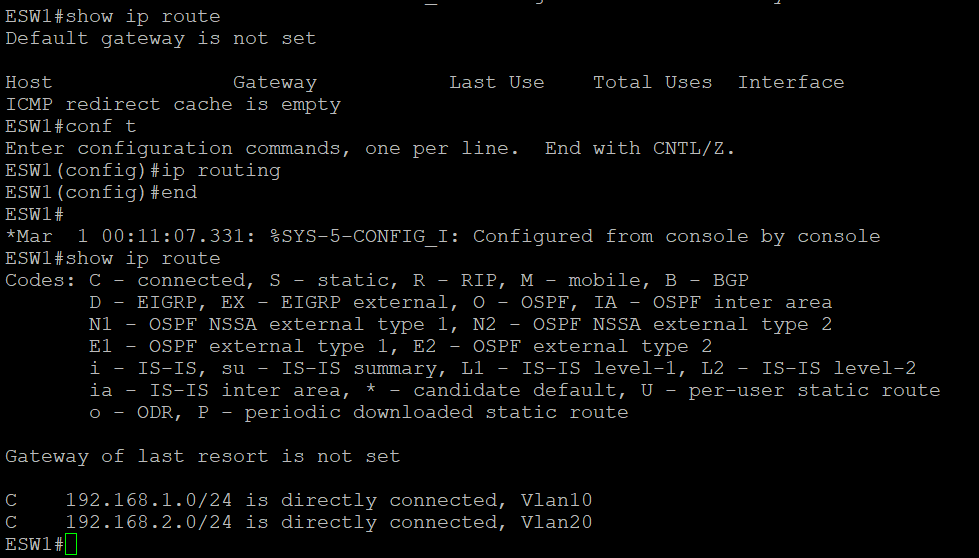 ESW1#show ip route
Default gateway is not set
Host Gateway Last Use Total Uses Interface
ICMP redirect cache is empty
ESW1#conf t
Enter configuration commands, one per line. End with CNTL/Z.
ESW1(config)#ip routing
ESW1(config)#end
ESW1#
*Mar 1 00:11:07.331: %SYS-5-CONFIG_I: Configured from console by console
ESW1#show ip route
Codes: C - connected, S - static, R - RIP, M - mobile, B - BGP
D - EIGRP, EX - EIGRP external, O - OSPF, IA - OSPF inter area
N1 - OSPF NSSA external type 1, N2 - OSPF NSSA external type 2
E1 - OSPF external type 1, E2 - OSPF external type 2
i - IS-IS, su - IS-IS summary, L1 - IS-IS level-1, L2 - IS-IS level-2
ia - IS-IS inter area, * - candidate default, U - per-user static route
o - ODR, P - periodic downloaded static route
Gateway of last resort is not set
C 192.168.1.0/24 is directly connected, Vlan10
C 192.168.2.0/24 is directly connected, Vlan20
ESW1#